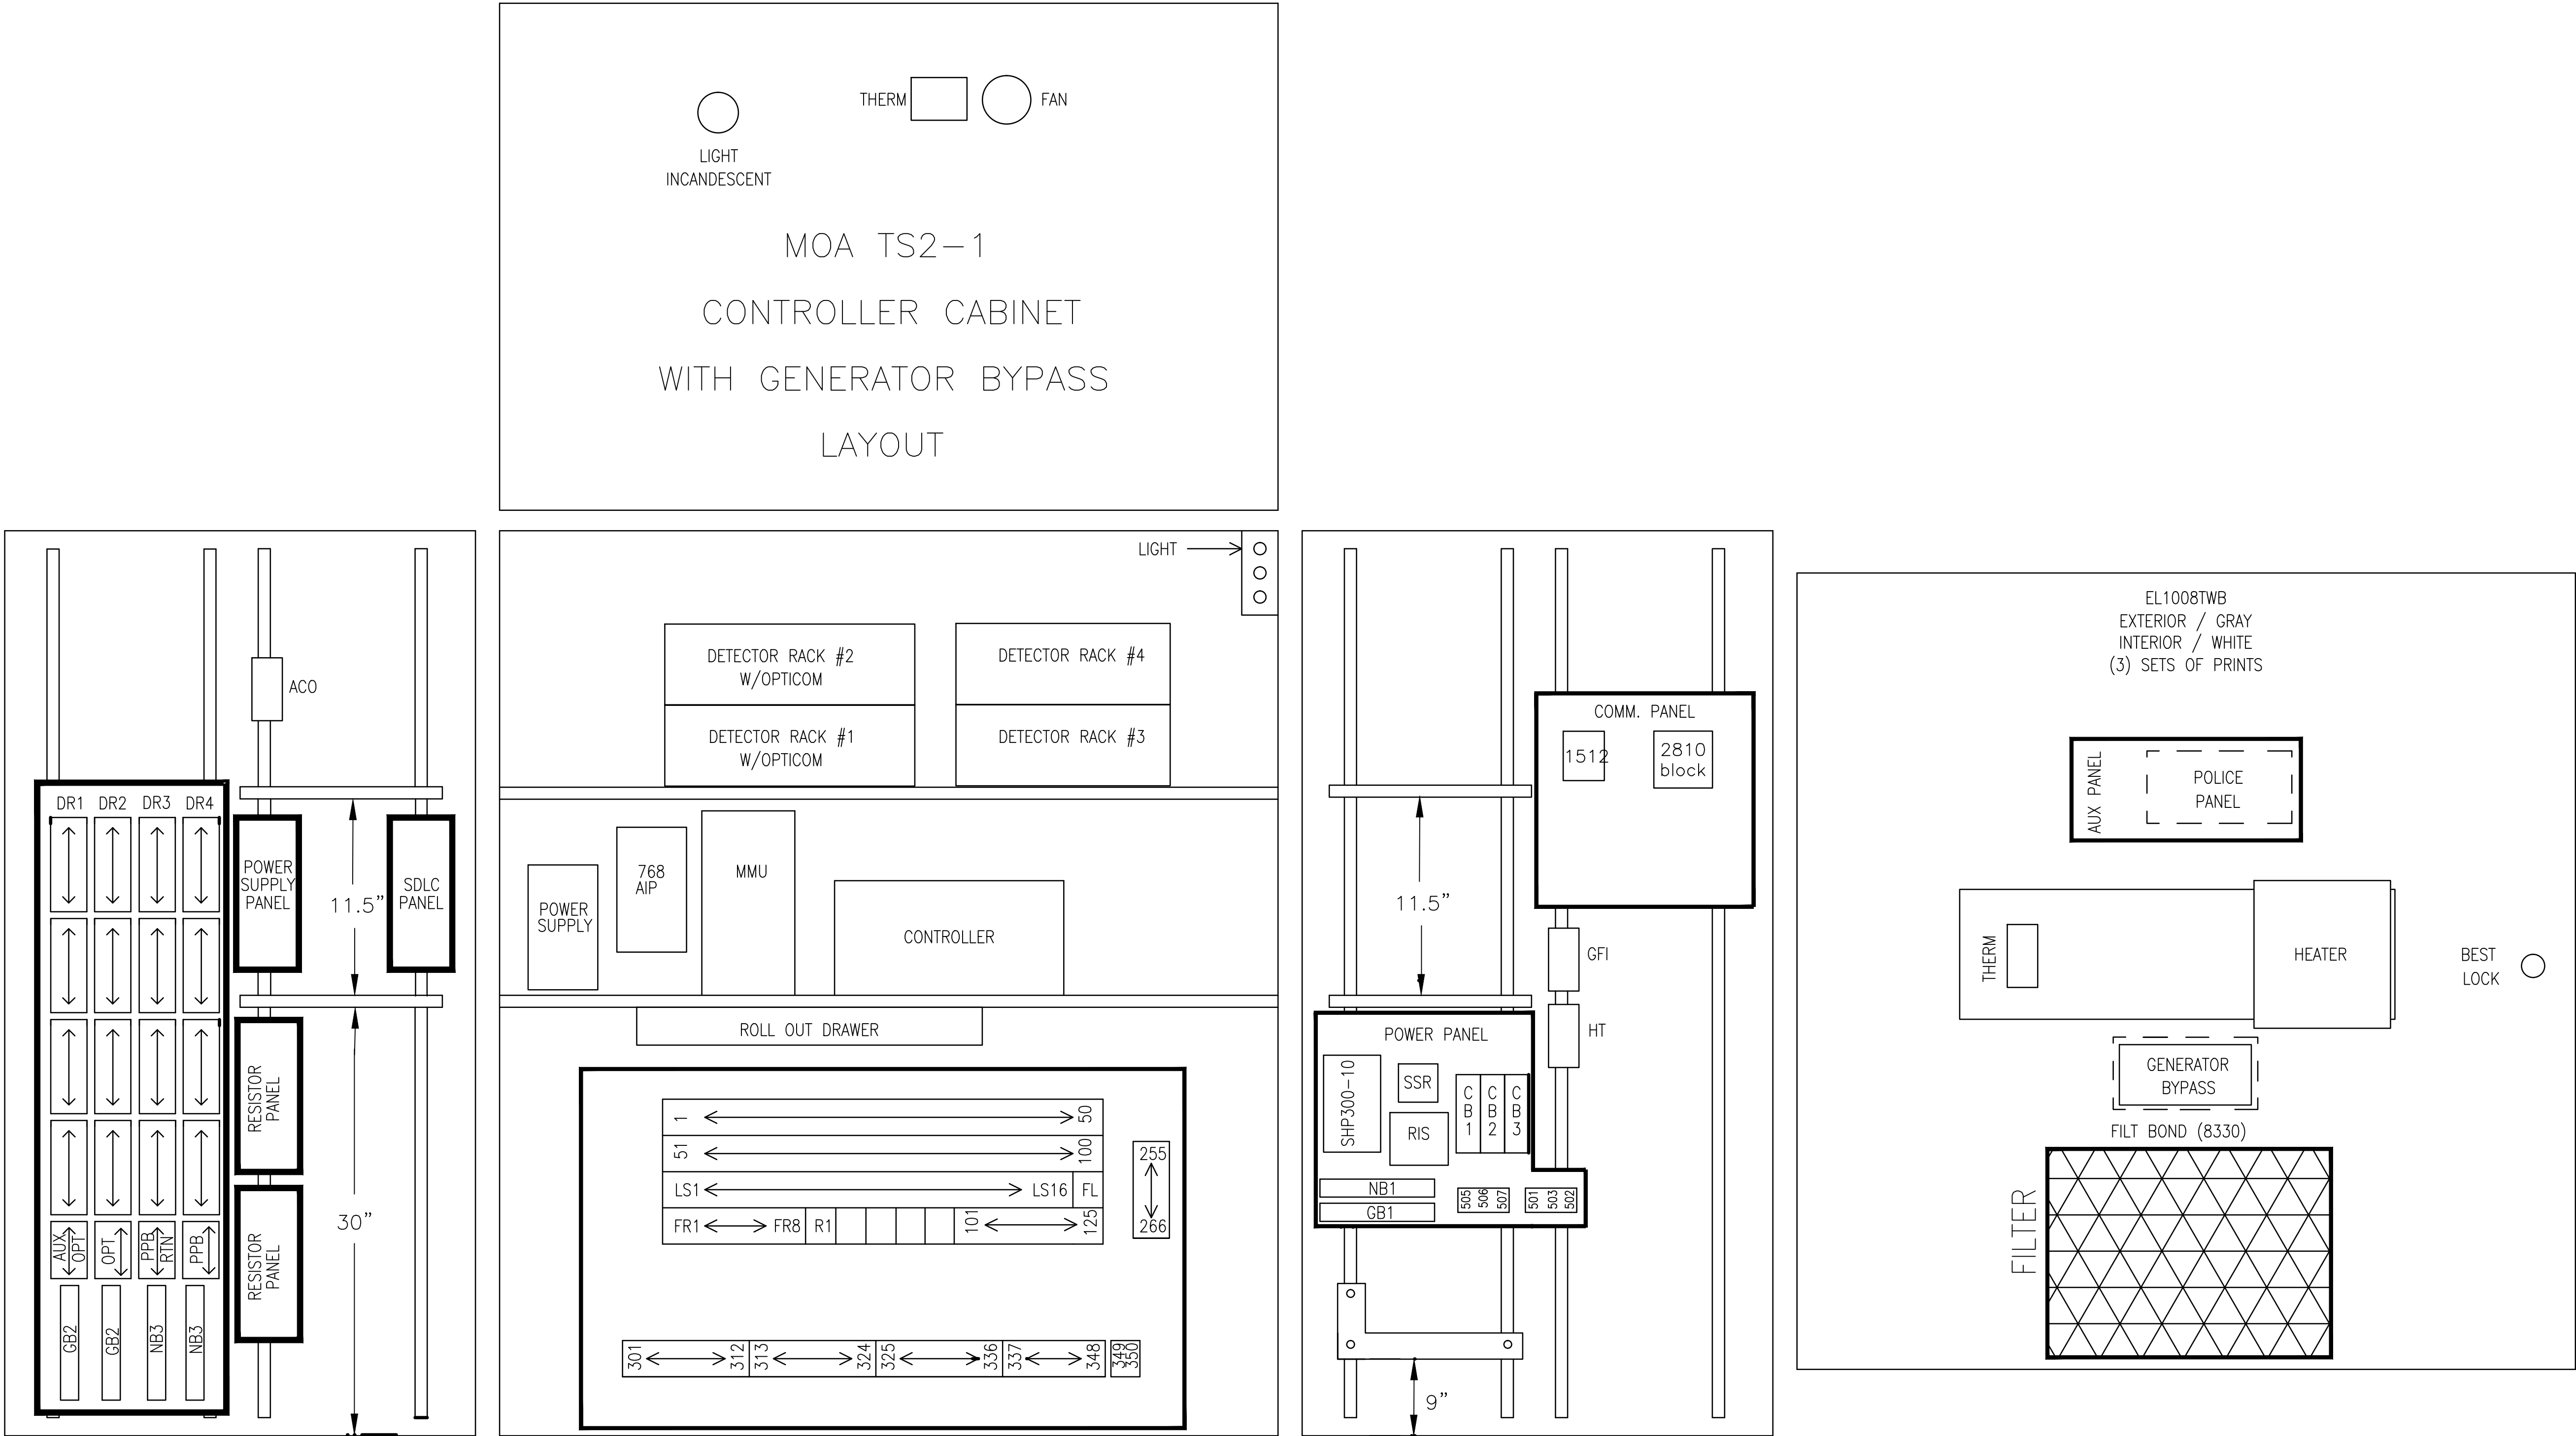 THERM
FAN
LIGHT
INCANDESCENT
MOA TS2-1
CONTROLLER CABINET
WITH GENERATOR BYPASS
LAYOUT
ACO
DR1 DR2 DR3 DR4
POWER
SUPPLY
PANEL
SDLC
PANEL
11.5"
RESISTOR
PANEL
RESISTOR
PANEL
30"
AUX
OPT
OPT
PPB
RTN
PPB
GB2
GB2
NB3
NB3
LIGHT
DETECTOR RACK #2
W/OPTICOM
DETECTOR RACK #4
DETECTOR RACK #1
W/OPTICOM
DETECTOR RACK #3
POWER
SUPPLY
768
AIP
MMU
CONTROLLER
ROLL OUT DRAWER
1 50
51 100
LS1 LS16 FL
FR1 FR8 R1 101 125
255
266
301 312 313 324 325 336 337 348 349 350
COMM. PANEL
1512
2810
block
11.5"
GFI
HT
POWER PANEL
SHP300-10
SSR
RIS
CB1
CB2
CB3
NB1
GB1
505 506 507
501 503 502
9"
EL1008TWB
EXTERIOR / GRAY
INTERIOR / WHITE
(3) SETS OF PRINTS
AUX PANEL
POLICE
PANEL
THERM
HEATER
BEST
LOCK
GENERATOR
BYPASS
FILT BOND (8330)
FILTER